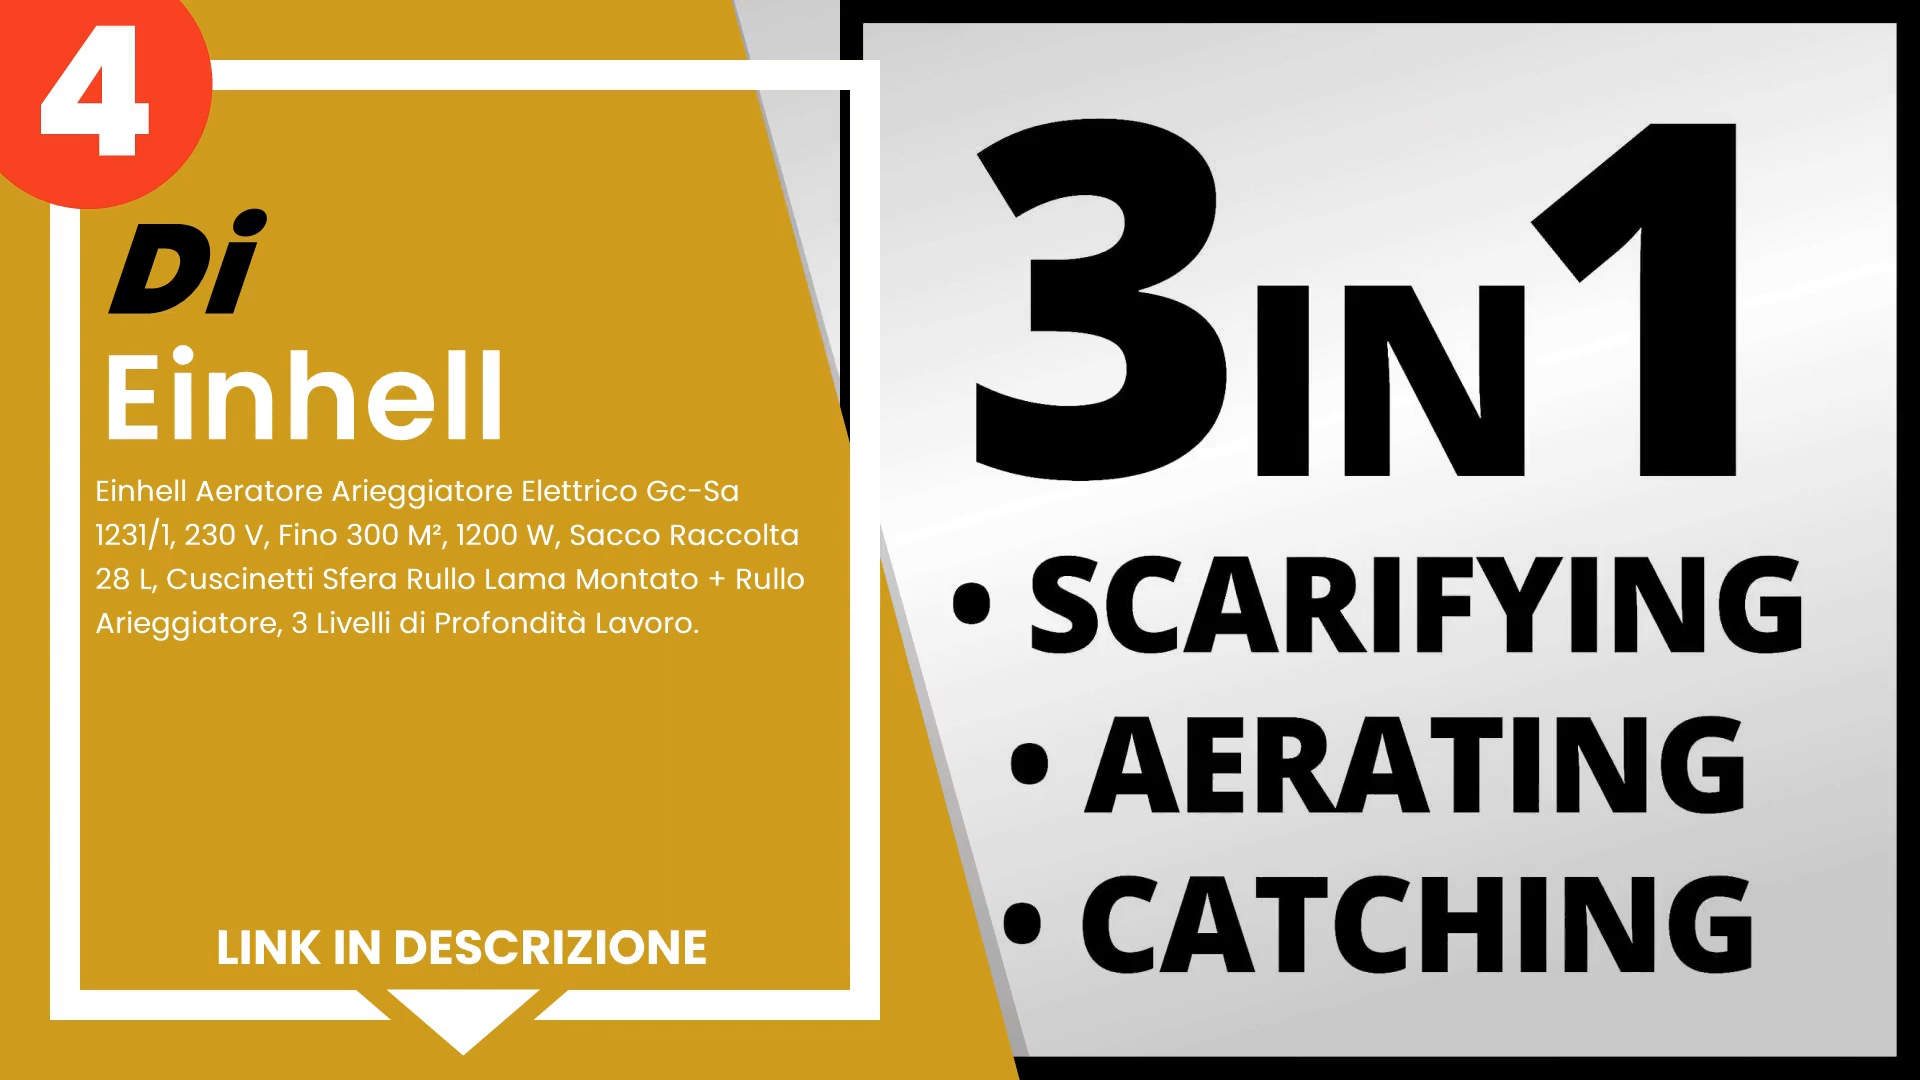 4
Di
Einhell
Einhell Aeratore Arieggiatore Elettrico Gc-Sa
1231/1, 230 V, Fino 300 M², 1200 W, Sacco Raccolta
28 L, Cuscinetti Sfera Rullo Lama Montato + Rullo
Arieggiatore, 3 Livelli di Profondità Lavoro.
LINK IN DESCRIZIONE
3IN1
• SCARIFYING
• AERATING
• CATCHING